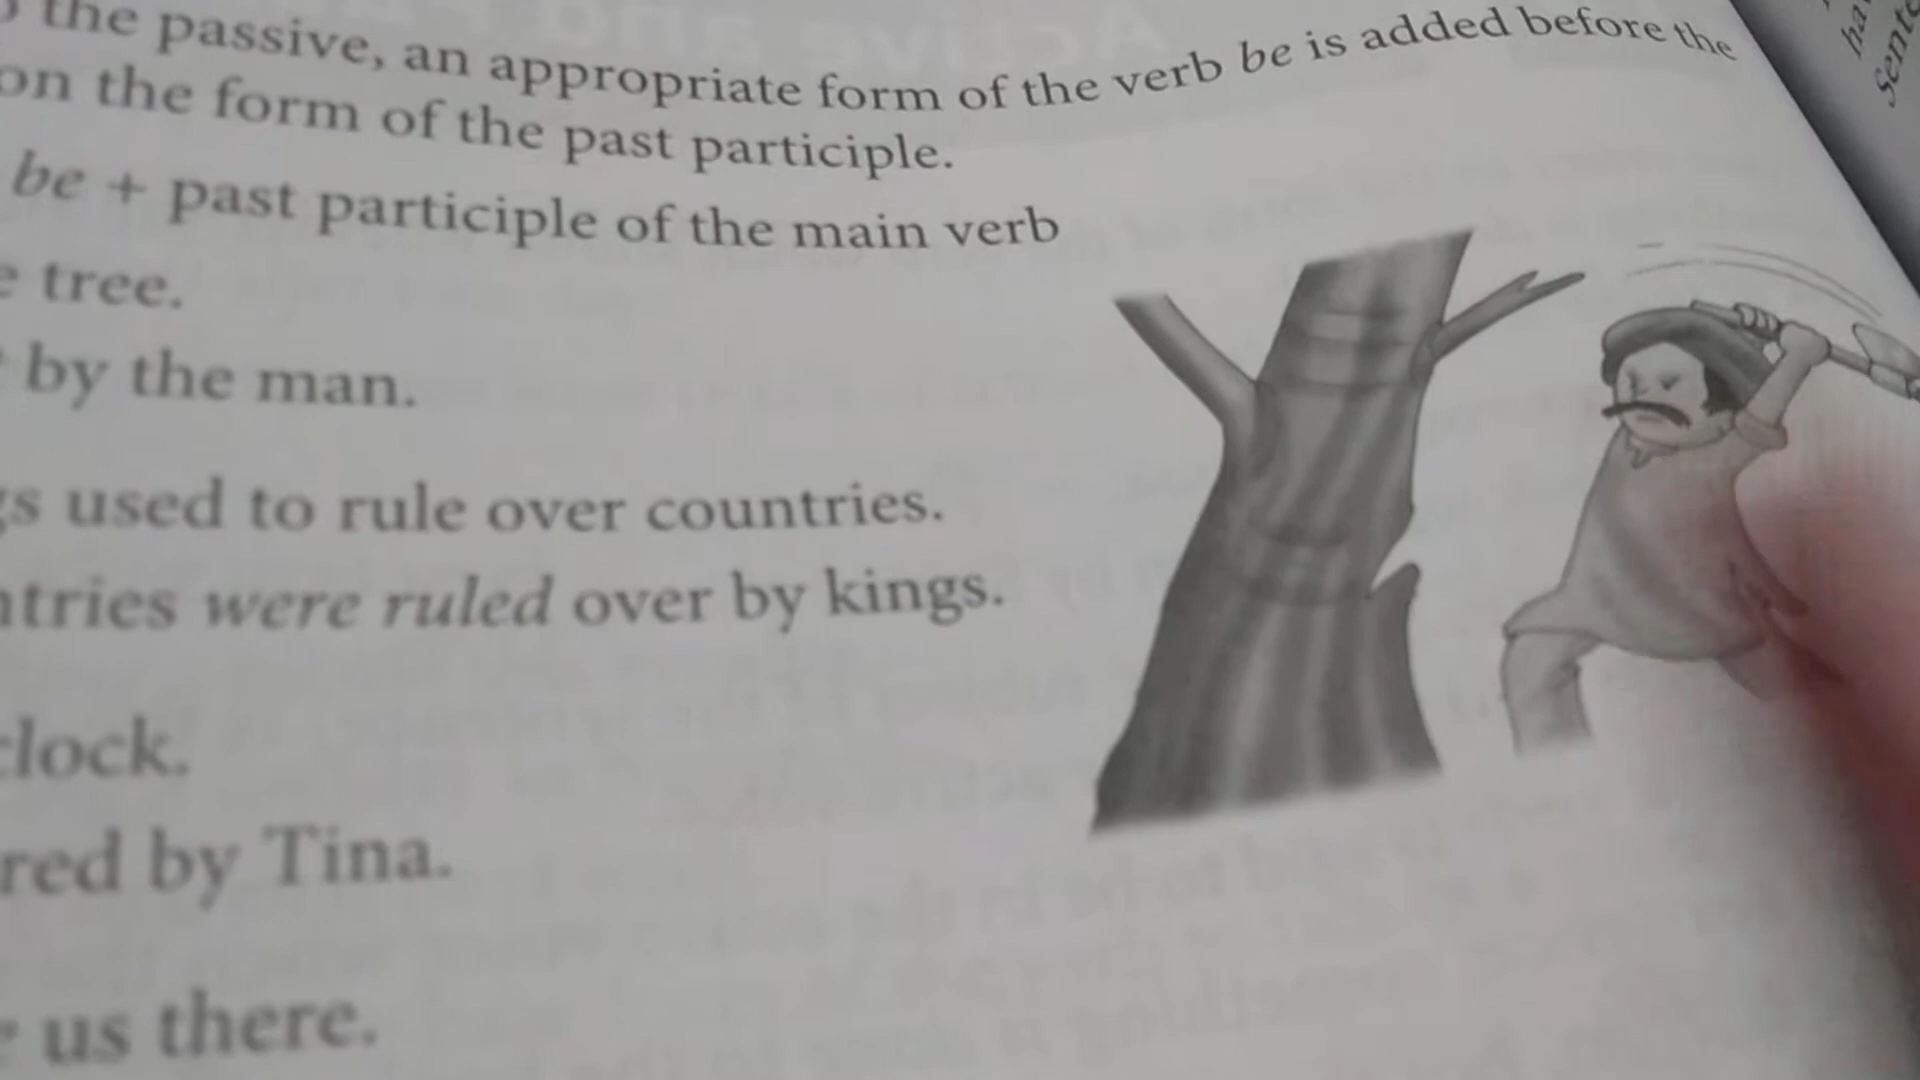 the passive, an appropriate form of the verb be is added before the
on the form of the past participle.
be + past participle of the main verb
tree.
by the man.
used to rule over countries.
were ruled over by kings.
by Tina.
us there.